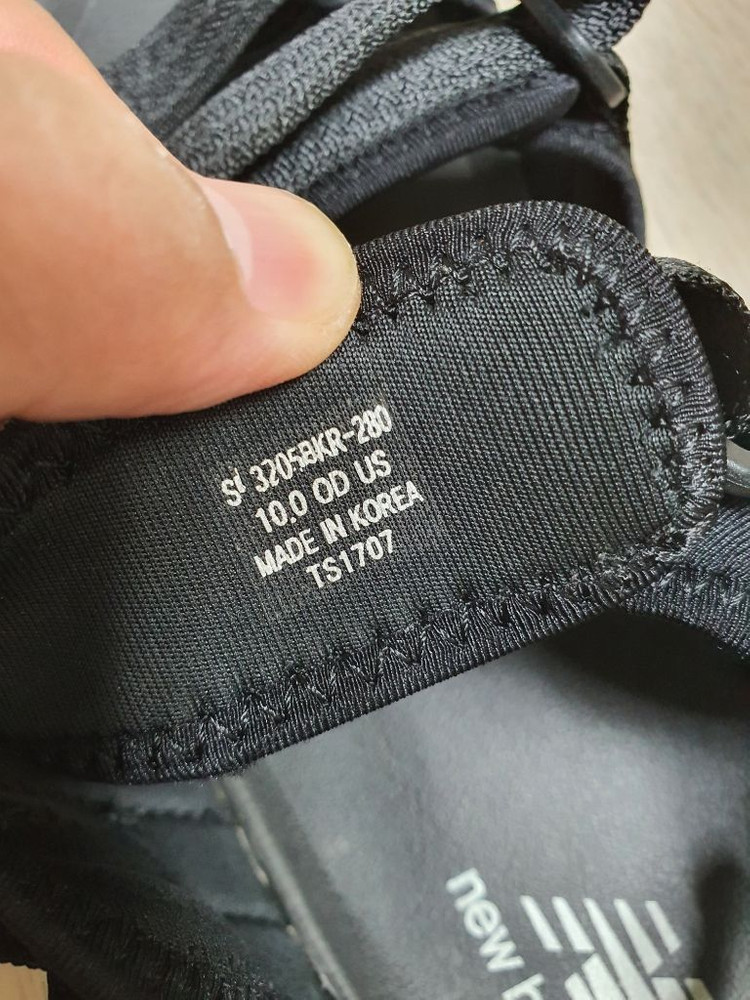 3205BKR-280
10.0 OD US
MADE IN KOREA
TS1707
new